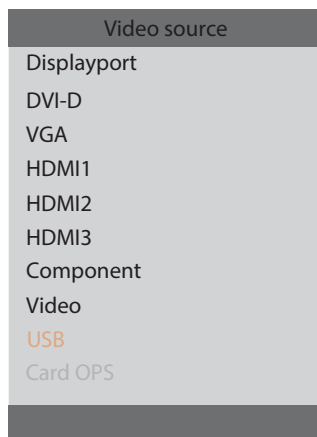 Video source
Displayport
DVI-D
VGA
HDMI1
HDMI2
HDMI3
Component
Video
USB
Card OPS